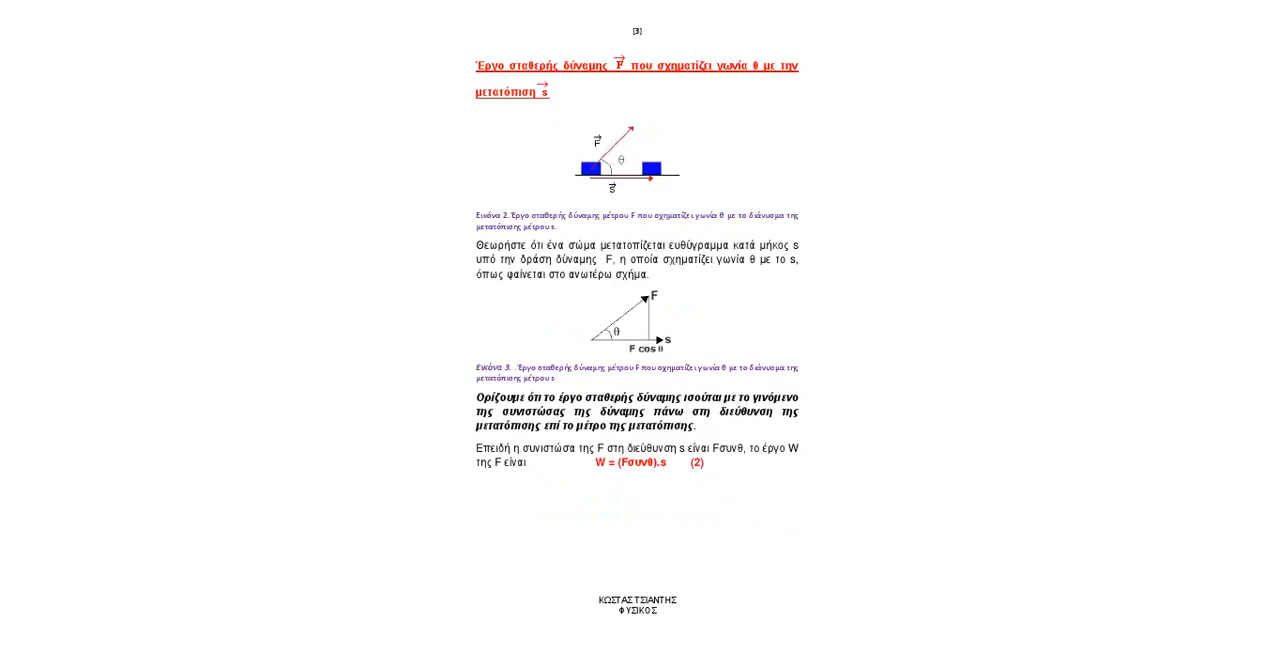 [3]
Έργο σταθερής δύναμης F που σχηματίζει γωνία θ με την
μετατόπιση s
F
θ
s
Εικόνα 2. Έργο σταθερής δύναμης μέτρου F που σχηματίζει γωνία θ με το διάνυσμα της
μετατόπισης μέτρου s.
Θεωρήστε ότι ένα σώμα μετατοπίζεται ευθύγραμμα κατά μήκος s
υπό την δράση δύναμης F, η οποία σχηματίζει γωνία θ με το s,
όπως φαίνεται στο ανωτέρω σχήμα.
F
θ
s
F cos θ
Εικόνα 3. . Έργο σταθερής δύναμης μέτρου F που σχηματίζει γωνία θ με το διάνυσμα της
μετατόπισης μέτρου s
Ορίζουμε ότι το έργο σταθερής δύναμης ισούται με το γινόμενο
της συνιστώσας της δύναμης πάνω στη διεύθυνση της
μετατόπισης επί το μέτρο της μετατόπισης.
Επειδή η συνιστώσα της F στη διεύθυνση s είναι Fσυνθ, το έργο W
της F είναι W = (Fσυνθ).s (2)
ΚΩΣΤΑΣ ΤΣΙΑΝΤΗΣ
ΦΥΣΙΚΟΣ